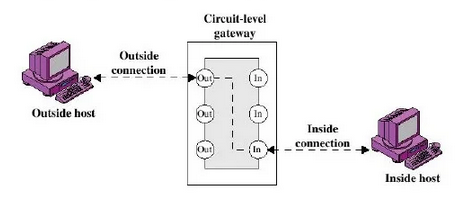 Circuit-level
gateway
Outside
connection
Outside host
Out
In
Out
In
Out
In
Inside
connection
Inside host